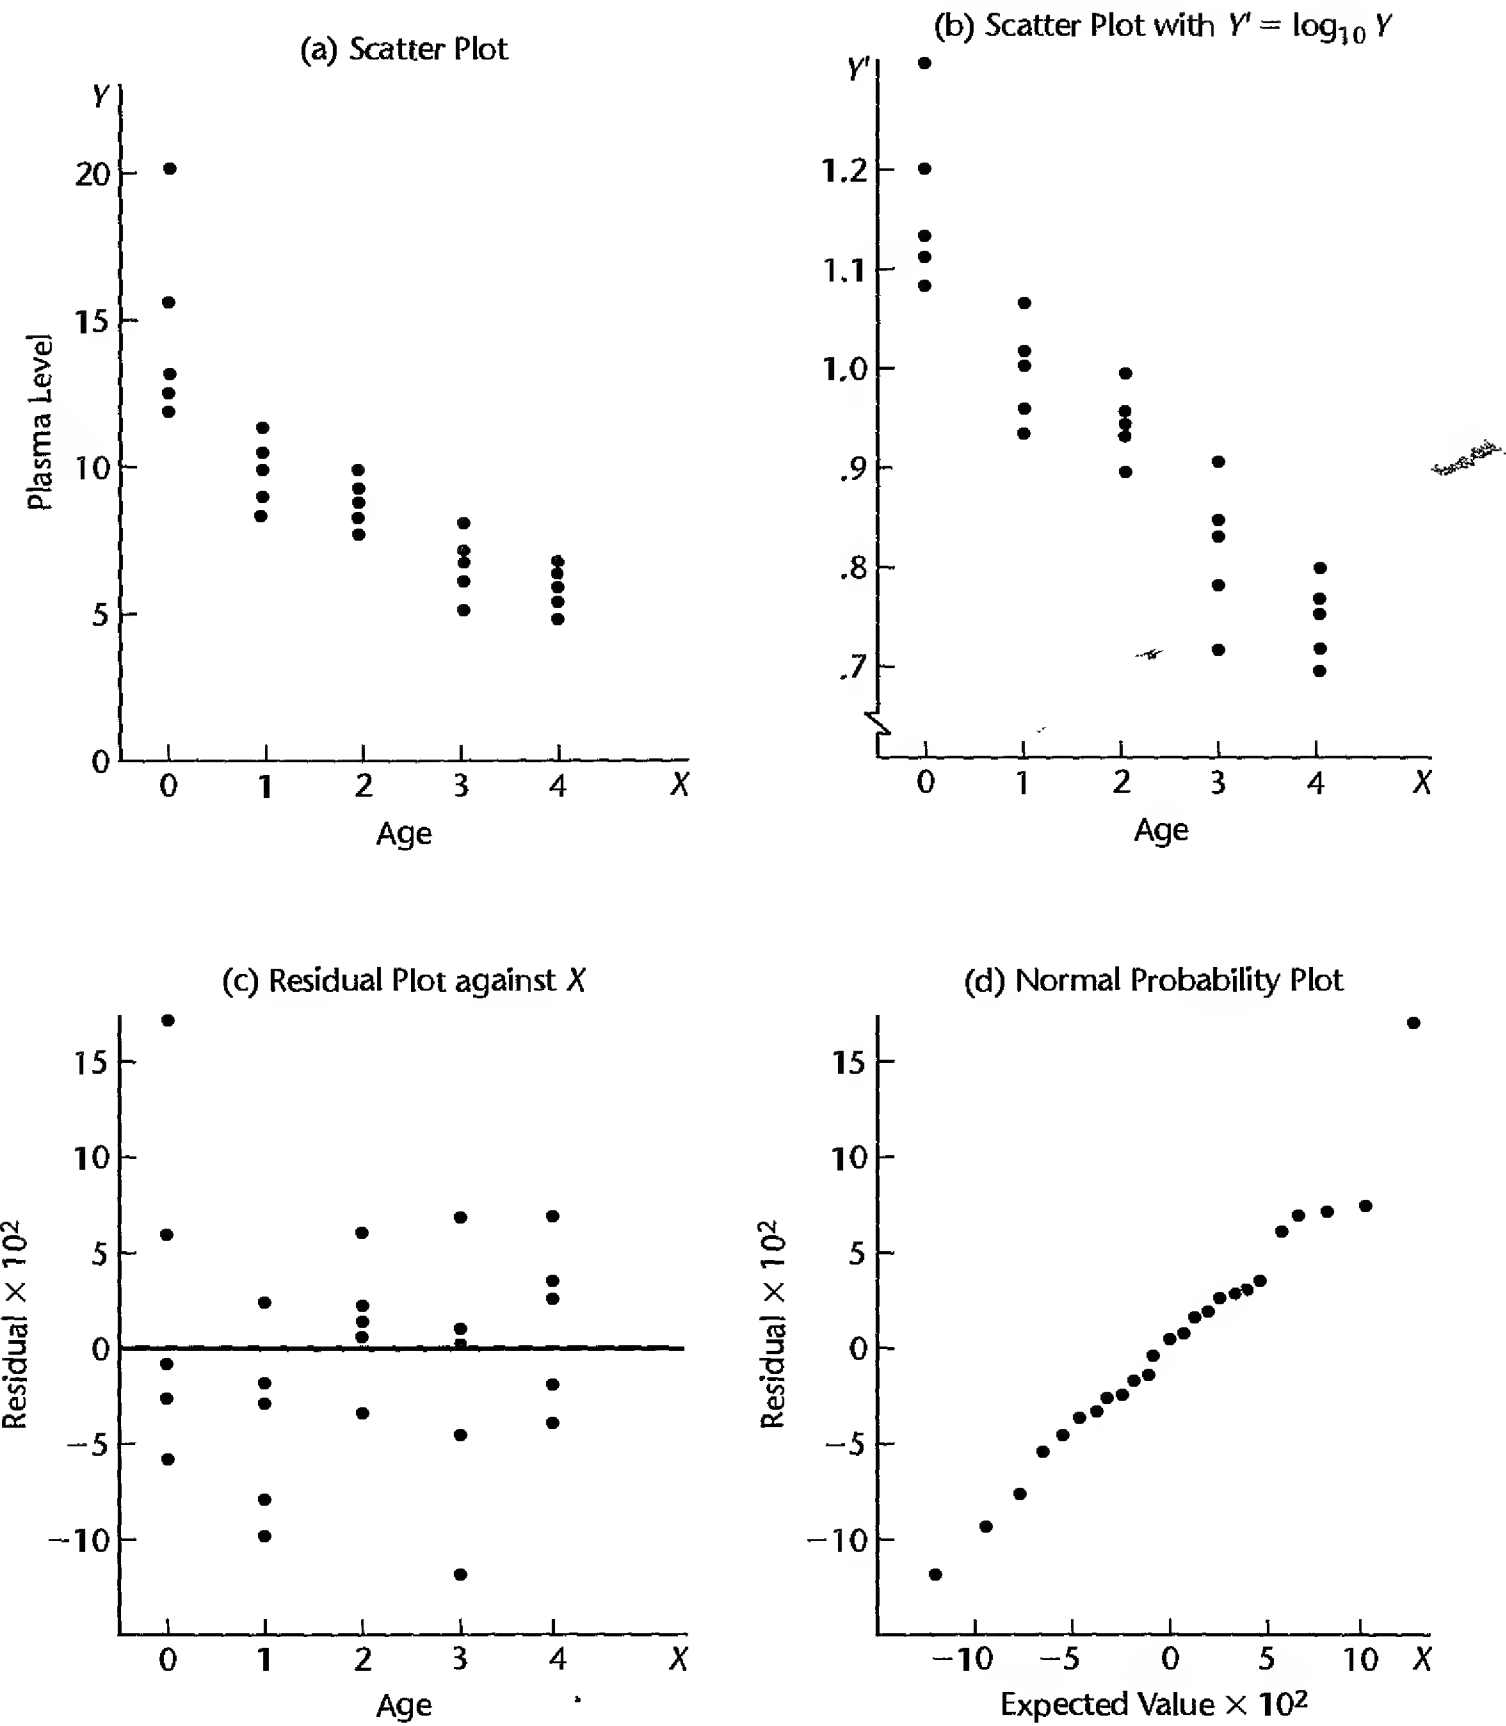 (a) Scatter Plot
Y
20
15
10
5
0
Plasma Level
0 1 2 3 4 X
Age
(b) Scatter Plot with Y' = log₁₀ Y
Y'
1.2
1.1
1.0
.9
.8
.7
0 1 2 3 4 X
Age
(c) Residual Plot against X
15
10
5
0
−5
−10
Residual × 10²
0 1 2 3 4 X
Age
(d) Normal Probability Plot
15
10
5
0
−5
−10
Residual × 10²
−10 −5 0 5 10 X
Expected Value × 10²